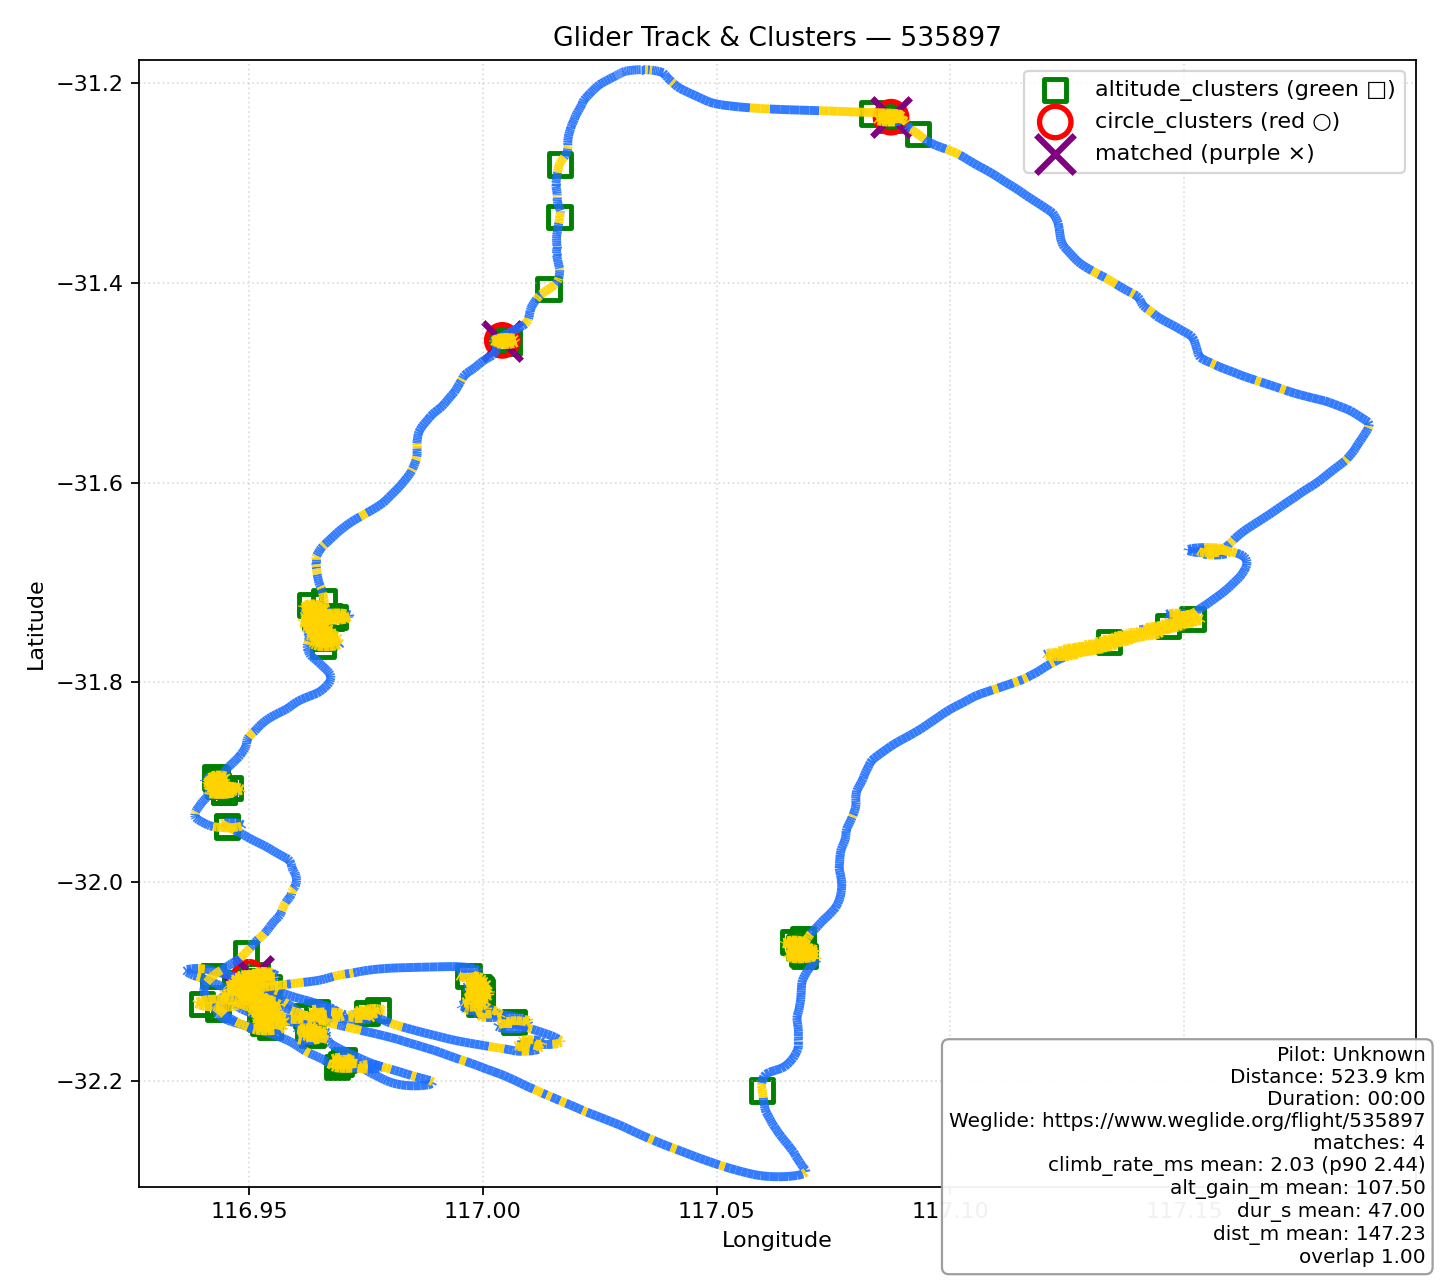 Glider Track & Clusters — 535897
altitude_clusters (green □)
circle_clusters (red ○)
matched (purple ×)
Latitude
−31.2
−31.4
−31.6
−31.8
−32.0
−32.2
116.95
117.00
117.05
117.10
117.15
Longitude
Pilot: Unknown
Distance: 523.9 km
Duration: 00:00
Weglide: https://www.weglide.org/flight/535897
matches: 4
climb_rate_ms mean: 2.03 (p90 2.44)
alt_gain_m mean: 107.50
dur_s mean: 47.00
dist_m mean: 147.23
overlap 1.00